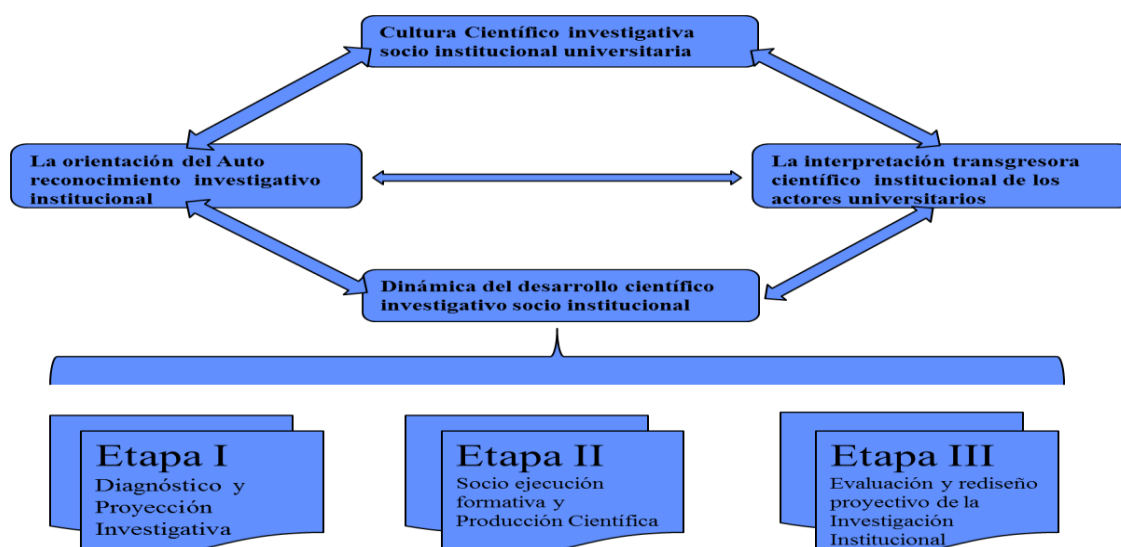 Cultura Científico investigativa
socio institucional universitaria
La orientación del Auto
reconocimiento investigativo
institucional
La interpretación transgresora
científico institucional de los
actores universitarios
Dinámica del desarrollo científico
investigativo socio institucional
Etapa I
Diagnóstico y
Proyección
Investigativa
Etapa II
Socio ejecución
formativa y
Producción Científica
Etapa III
Evaluación y rediseño
proyectivo de la
Investigación
Institucional